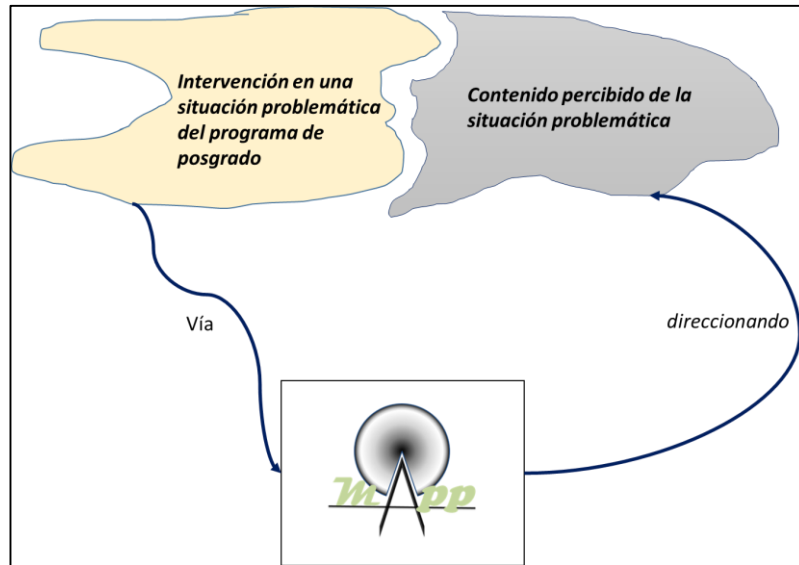 Intervención en una
situación problemática
del programa de
posgrado
Contenido percibido de la
situación problemática
Vía
direccionando
mApp